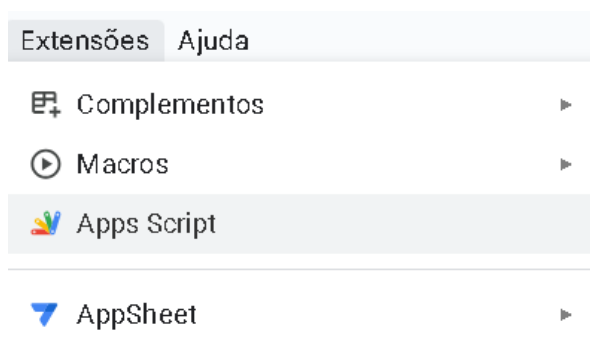 Extensões Ajuda
Complementos
Macros
Apps Script
AppSheet